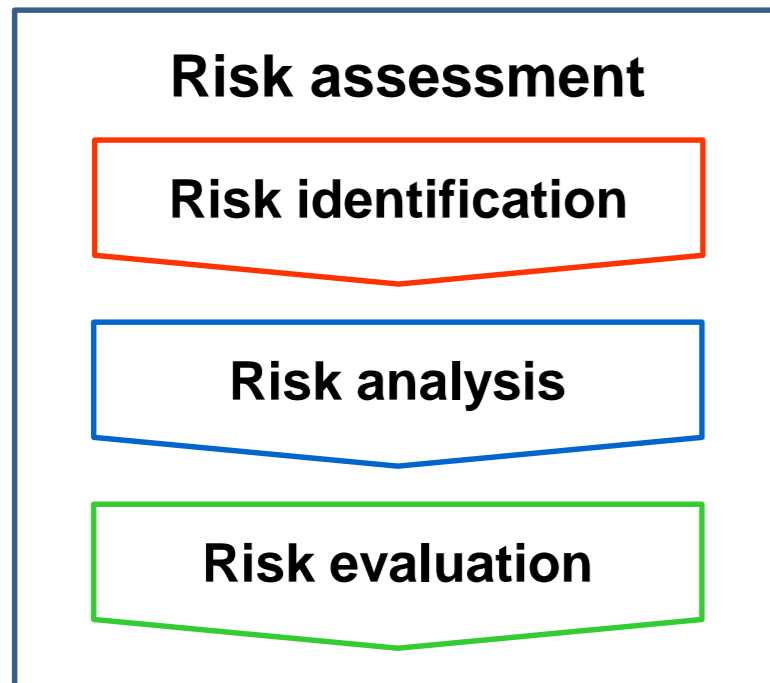 Risk assessment
Risk identification
Risk analysis
Risk evaluation